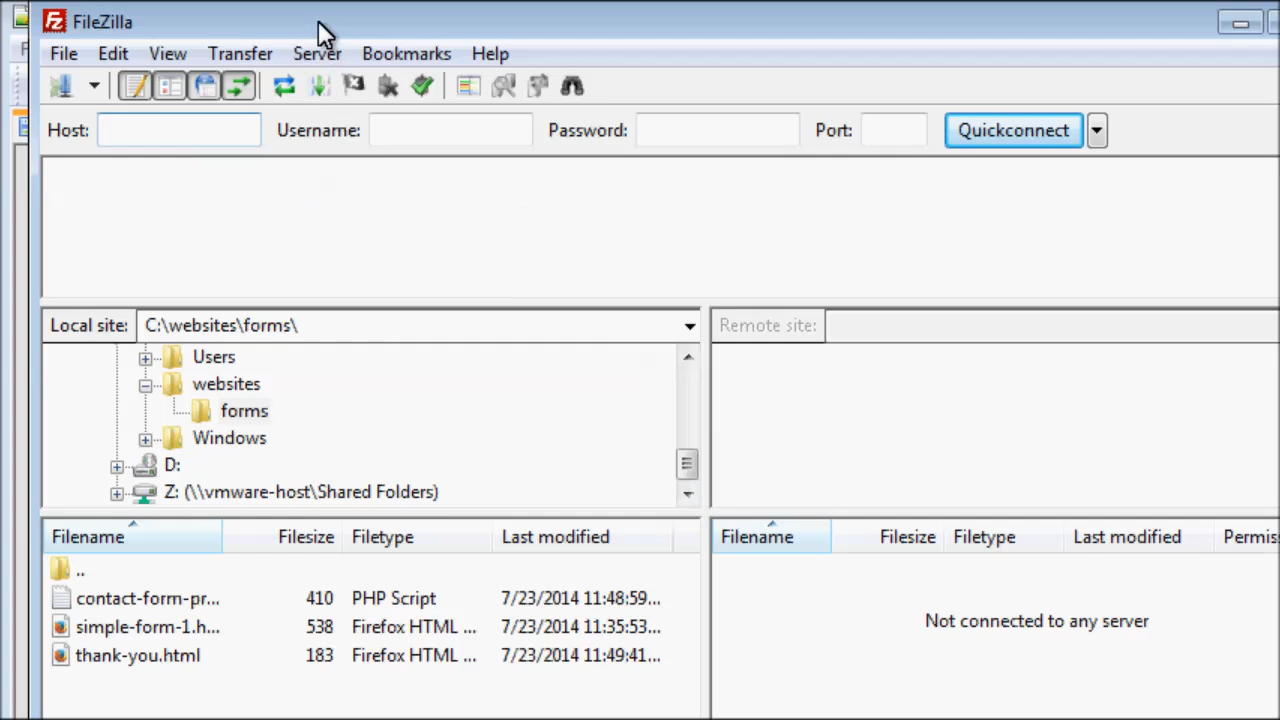 FileZilla
File Edit View Transfer Server Bookmarks Help
Host: Username: Password: Port: Quickconnect
Local site: C:\websites\forms\ Remote site:
Users
websites
forms
Windows
D:
Z: (\\vmware-host\Shared Folders)
Filename Filesize Filetype Last modified Filename Filesize Filetype Last modified Permis
..
contact-form-pr... 410 PHP Script 7/23/2014 11:48:59...
simple-form-1.h... 538 Firefox HTML ... 7/23/2014 11:35:53...
thank-you.html 183 Firefox HTML ... 7/23/2014 11:49:41...
Not connected to any server